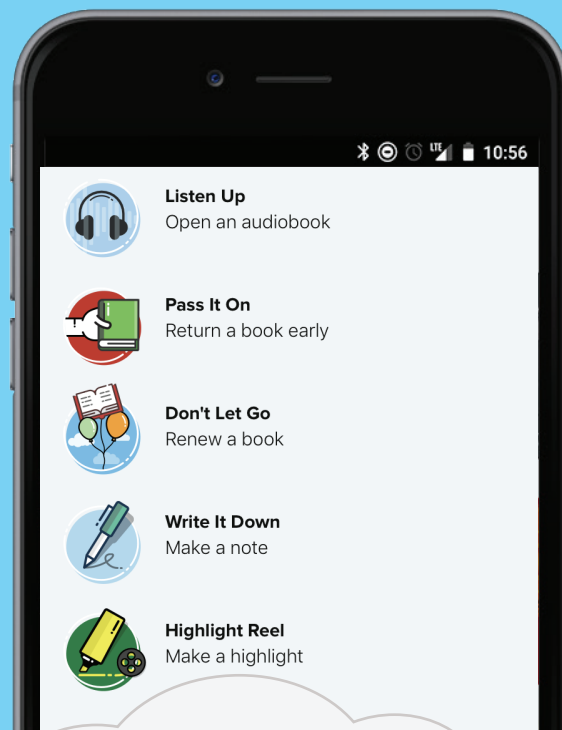 LTE 10:56
Listen Up
Open an audiobook
Pass It On
Return a book early
Don't Let Go
Renew a book
Write It Down
Make a note
Highlight Reel
Make a highlight